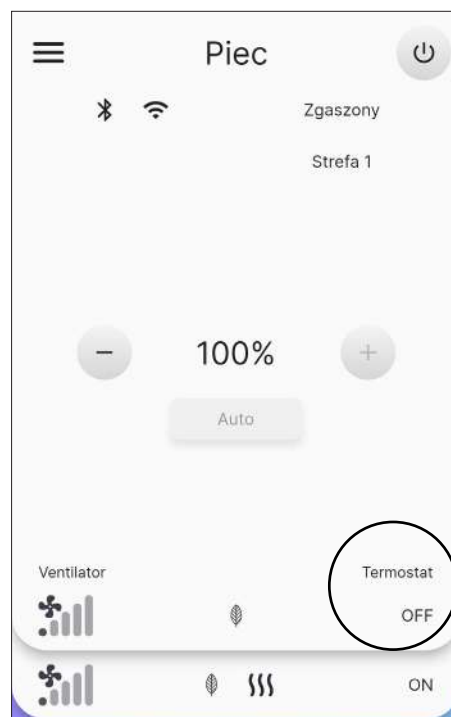 Piec
Zgaszony
Strefa 1
100%
Auto
Ventilator
Termostat
OFF
ON